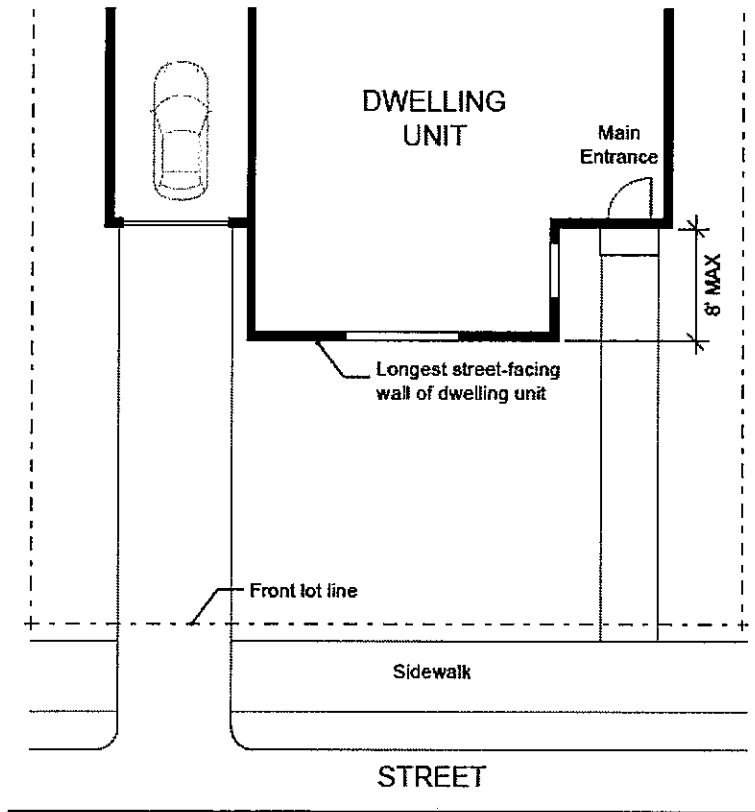 DWELLING
UNIT
Main
Entrance
8' MAX
Longest street-facing
wall of dwelling unit
Front lot line
Sidewalk
STREET